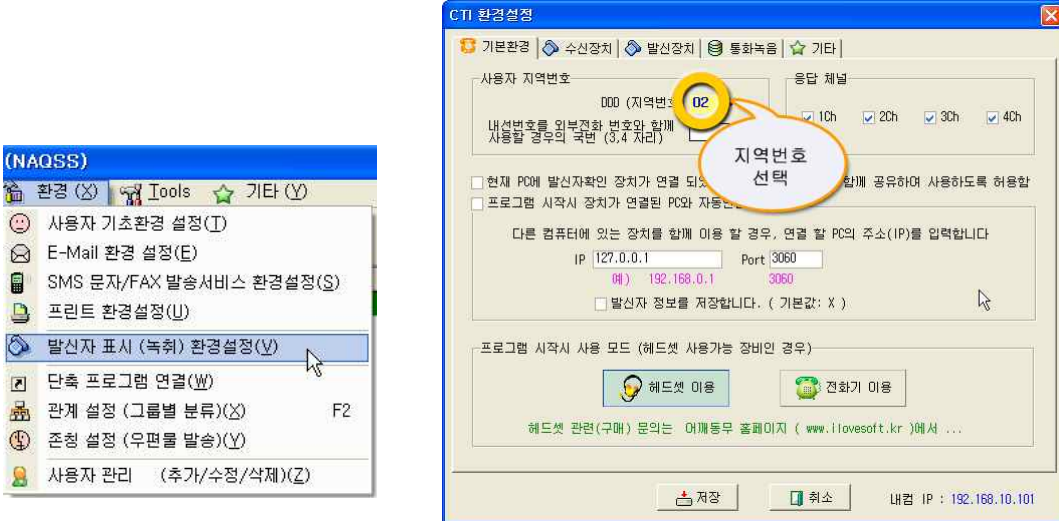 (NAQSS)
환경 (X) Tools 기타 (Y)
사용자 기초환경 설정(T)
E-Mail 환경 설정(E)
SMS 문자/FAX 발송서비스 환경설정(S)
프린트 환경설정(U)
발신자 표시 (녹취) 환경설정(V)
단축 프로그램 연결(W)
관계 설정 (그룹별 분류)(X) F2
존칭 설정 (우편물 발송)(Y)
사용자 관리 (추가/수정/삭제)(Z)
CTI 환경설정
기본환경 수신장치 발신장치 통화녹음 기타
사용자 지역번호 응답 채널
DDD (지역번호 02
1Ch 2Ch 3Ch 4Ch
내선번호를 외부전화 번호와 함께
사용할 경우의 국번 (3,4 자리)
지역번호
선택
현재 PC에 발신자확인 장치가 연결 되 함께 공유하여 사용하도록 허용함
프로그램 시작시 장치가 연결된 PC와 자동
다른 컴퓨터에 있는 장치를 함께 이용 할 경우, 연결 할 PC의 주소(IP)를 입력합니다
IP 127.0.0.1 Port 3060
예) 192.168.0.1 3060
발신자 정보를 저장합니다. ( 기본값: X )
프로그램 시작시 사용 모드 (헤드셋 사용가능 장비인 경우)
헤드셋 이용 전화기 이용
헤드셋 관련(구매) 문의는 어깨동무 홈페이지 ( www.ilovesoft.kr )에서 ...
저장 취소 내컴 IP : 192.168.10.101